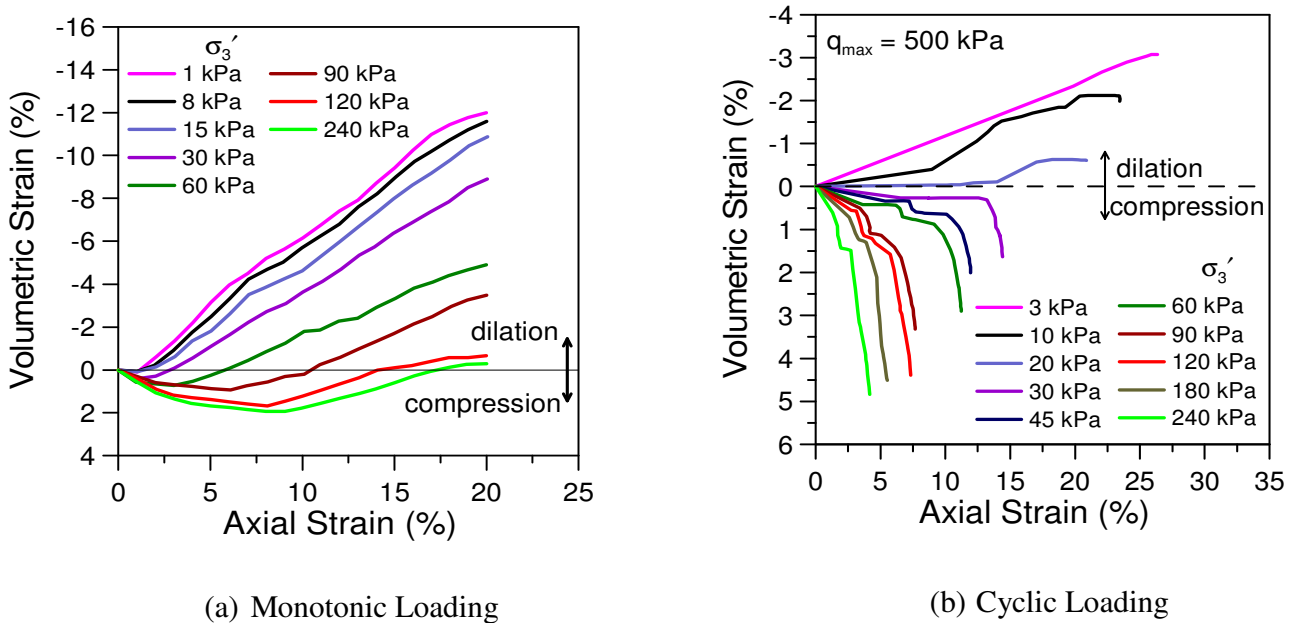 -16
-14
-12
-10
-8
-6
-4
-2
0
2
4
Volumetric Strain (%)
σ3′
1 kPa
8 kPa
15 kPa
30 kPa
60 kPa
90 kPa
120 kPa
240 kPa
dilation
compression
0 5 10 15 20 25
Axial Strain (%)
(a) Monotonic Loading
-4
-3
-2
-1
0
1
2
3
4
5
6
Volumetric Strain (%)
qmax = 500 kPa
dilation
compression
σ3′
3 kPa
10 kPa
20 kPa
30 kPa
45 kPa
60 kPa
90 kPa
120 kPa
180 kPa
240 kPa
0 5 10 15 20 25 30 35
Axial Strain (%)
(b) Cyclic Loading